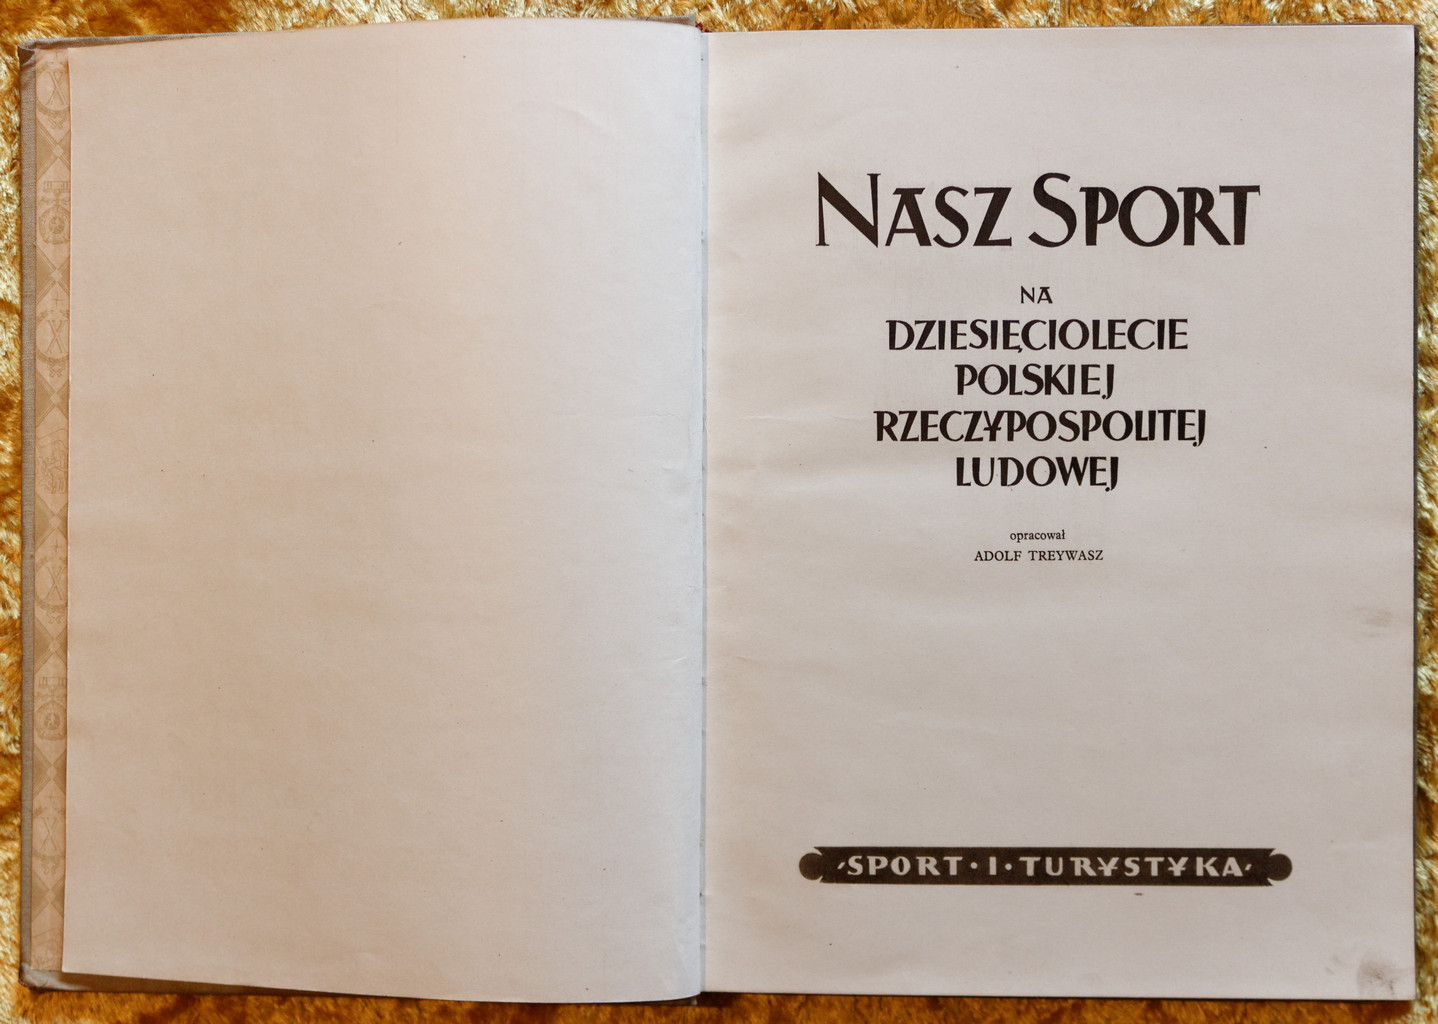 NASZ SPORT
NA
DZIESIĘCIOLECIE
POLSKIEJ
RZECZYPOSPOLITEJ
LUDOWEJ
opracował
ADOLF TREYWASZ
SPORT · I · TURYSTYKA